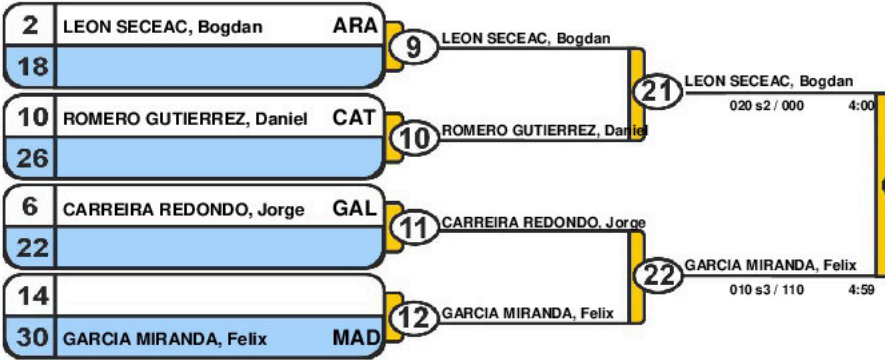 2 LEON SECEAC, Bogdan ARA
18
9 LEON SECEAC, Bogdan
10 ROMERO GUTIERREZ, Daniel CAT
26
10 ROMERO GUTIERREZ, Daniel
21 LEON SECEAC, Bogdan
020 s2 / 000 4:00
6 CARREIRA REDONDO, Jorge GAL
22
11 CARREIRA REDONDO, Jorge
14
30 GARCIA MIRANDA, Felix MAD
12 GARCIA MIRANDA, Felix
22 GARCIA MIRANDA, Felix
010 s3 / 110 4:59